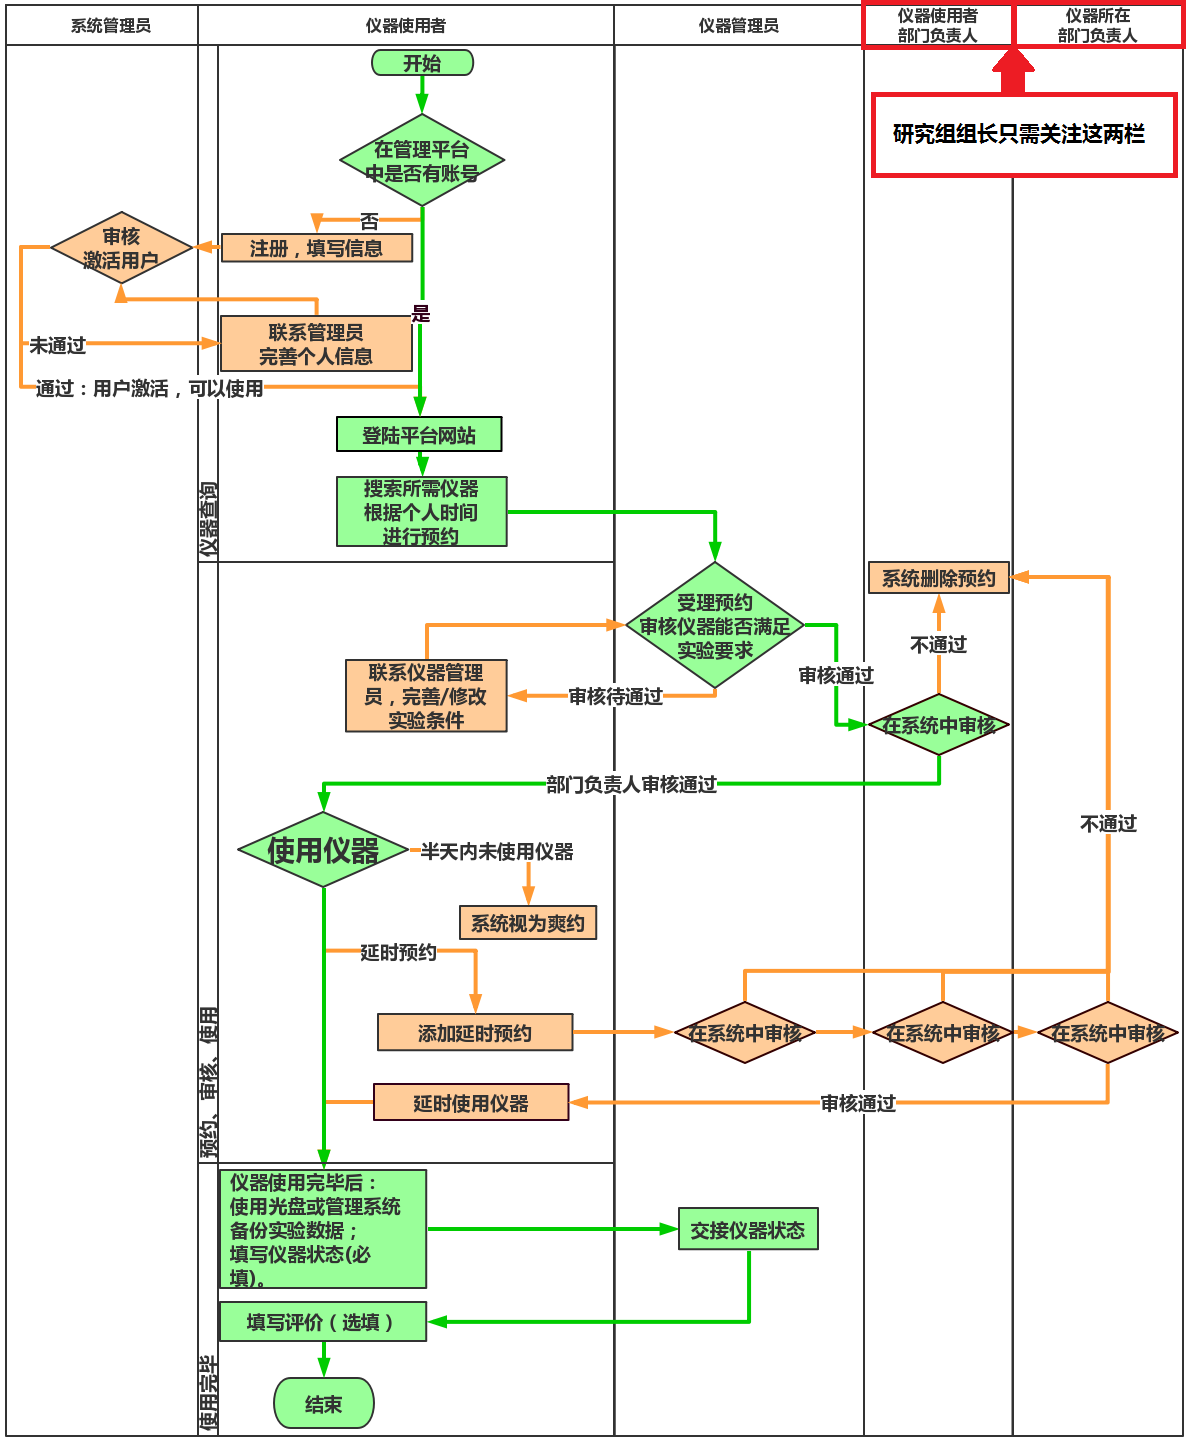 系统管理员
仪器使用者
仪器管理员
仪器使用者
部门负责人
仪器所在
部门负责人
研究组组长只需关注这两栏
开始
在管理平台
中是否有账号
否
注册，填写信息
审核
激活用户
是
联系管理员
完善个人信息
未通过
通过：用户激活，可以使用
登陆平台网站
搜索所需仪器
根据个人时间
进行预约
仪器查询
受理预约
审核仪器能否满足
实验要求
系统删除预约
不通过
审核通过
联系仪器管理
员，完善/修改
实验条件
审核待通过
在系统中审核
部门负责人审核通过
使用仪器
半天内未使用仪器
不通过
系统视为爽约
延时预约
添加延时预约
在系统中审核
在系统中审核
在系统中审核
延时使用仪器
审核通过
预约、审核、使用
仪器使用完毕后：
使用光盘或管理系统
备份实验数据；
填写仪器状态(必
填)。
交接仪器状态
填写评价（选填）
使用完毕
结束